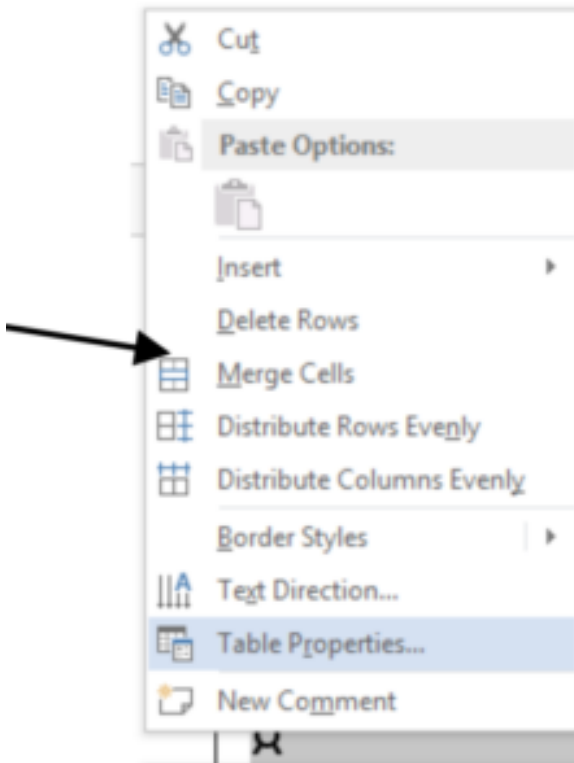 Cut
Copy
Paste Options:
Insert
Delete Rows
Merge Cells
Distribute Rows Evenly
Distribute Columns Evenly
Border Styles
Text Direction...
Table Properties...
New Comment